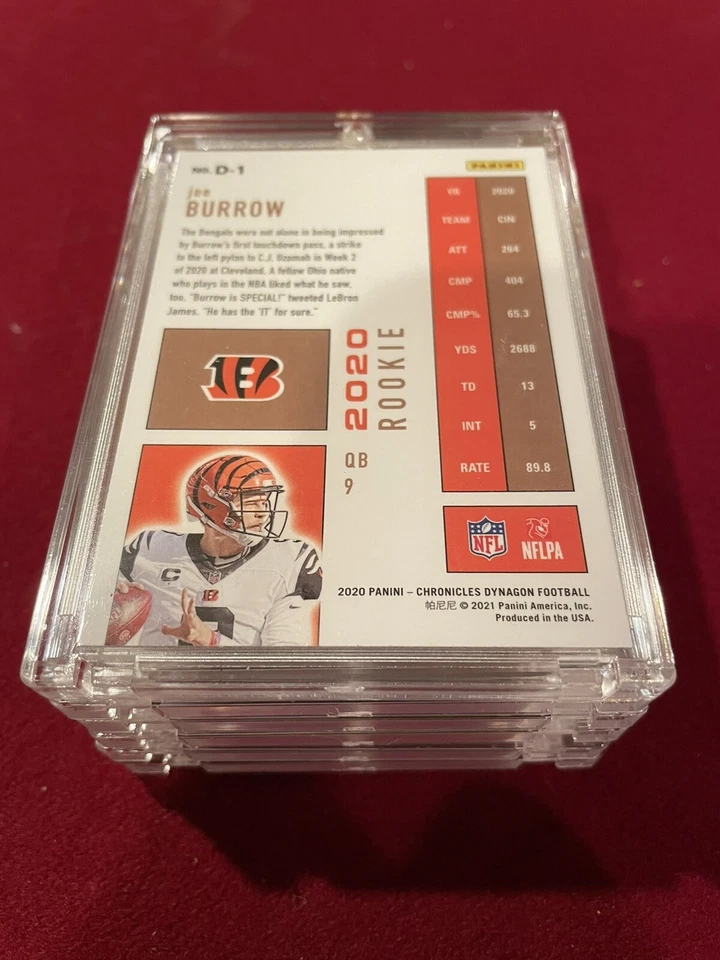 No. D-1
PANINI
joe
BURROW
The Bengals were not alone in being impressed
by Burrow's first touchdown pass, a strike
to the left pylon to C.J. Uzomah in Week 2
of 2020 at Cleveland. A fellow Ohio native
who plays in the NBA liked what he saw,
too. "Burrow is SPECIAL!" tweeted LeBron
James. "He has the 'IT' for sure."
YR 2020
TEAM CIN
ATT 264
CMP 404
CMP% 65.3
YDS 2688
TD 13
INT 5
RATE 89.8
B
2020
ROOKIE
QB
9
C
9
NFL
NFLPA
2020 PANINI – CHRONICLES DYNAGON FOOTBALL
帕尼尼 © 2021 Panini America, Inc.
Produced in the USA.